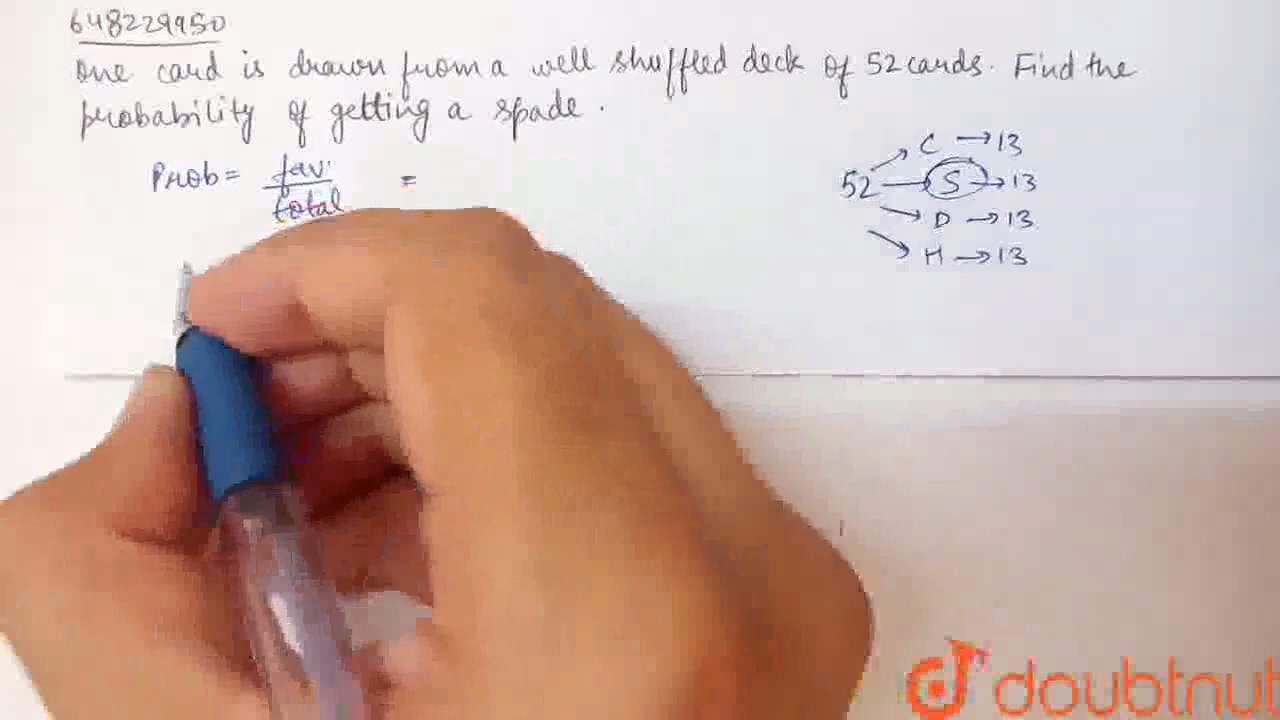 648229950
One card is drawn from a well shuffled deck of 52 cards. Find the
probability of getting a spade.
Prob = fav. =
total
52
C → 13
S → 13
D → 13
H → 13
doubtnut